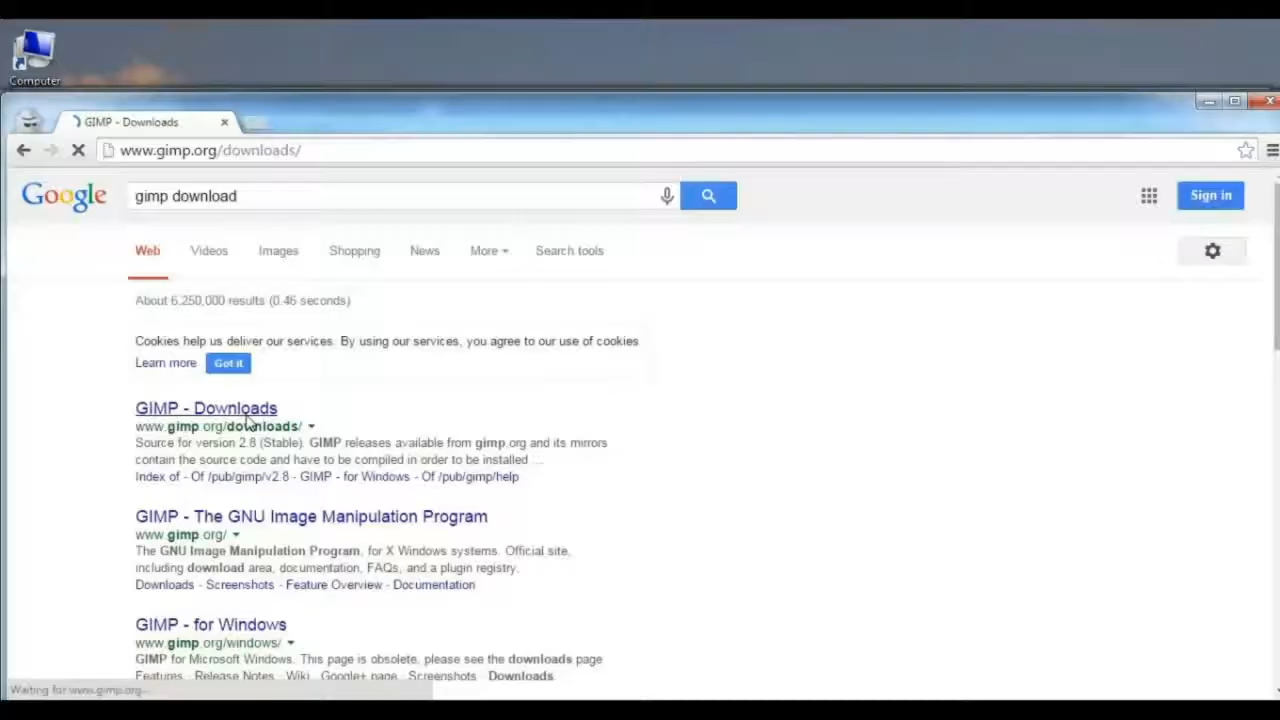 Computer
GIMP - Downloads
www.gimp.org/downloads/
Google
gimp download
Sign in
Web Videos Images Shopping News More Search tools
About 6,250,000 results (0.46 seconds)
Cookies help us deliver our services. By using our services, you agree to our use of cookies
Learn more Got it
GIMP - Downloads
www.gimp.org/downloads/
Source for version 2.8 (Stable). GIMP releases available from gimp.org and its mirrors
contain the source code and have to be compiled in order to be installed ...
Index of - Of /pub/gimp/v2.8 - GIMP - for Windows - Of /pub/gimp/help
GIMP - The GNU Image Manipulation Program
www.gimp.org/
The GNU Image Manipulation Program, for X Windows systems. Official site,
including download area, documentation, FAQs, and a plugin registry.
Downloads - Screenshots - Feature Overview - Documentation
GIMP - for Windows
www.gimp.org/windows/
GIMP for Microsoft Windows. This page is obsolete, please see the downloads page
Features. Release Notes. Wiki. Google+ page. Screenshots. Downloads.
Waiting for www.gimp.org...